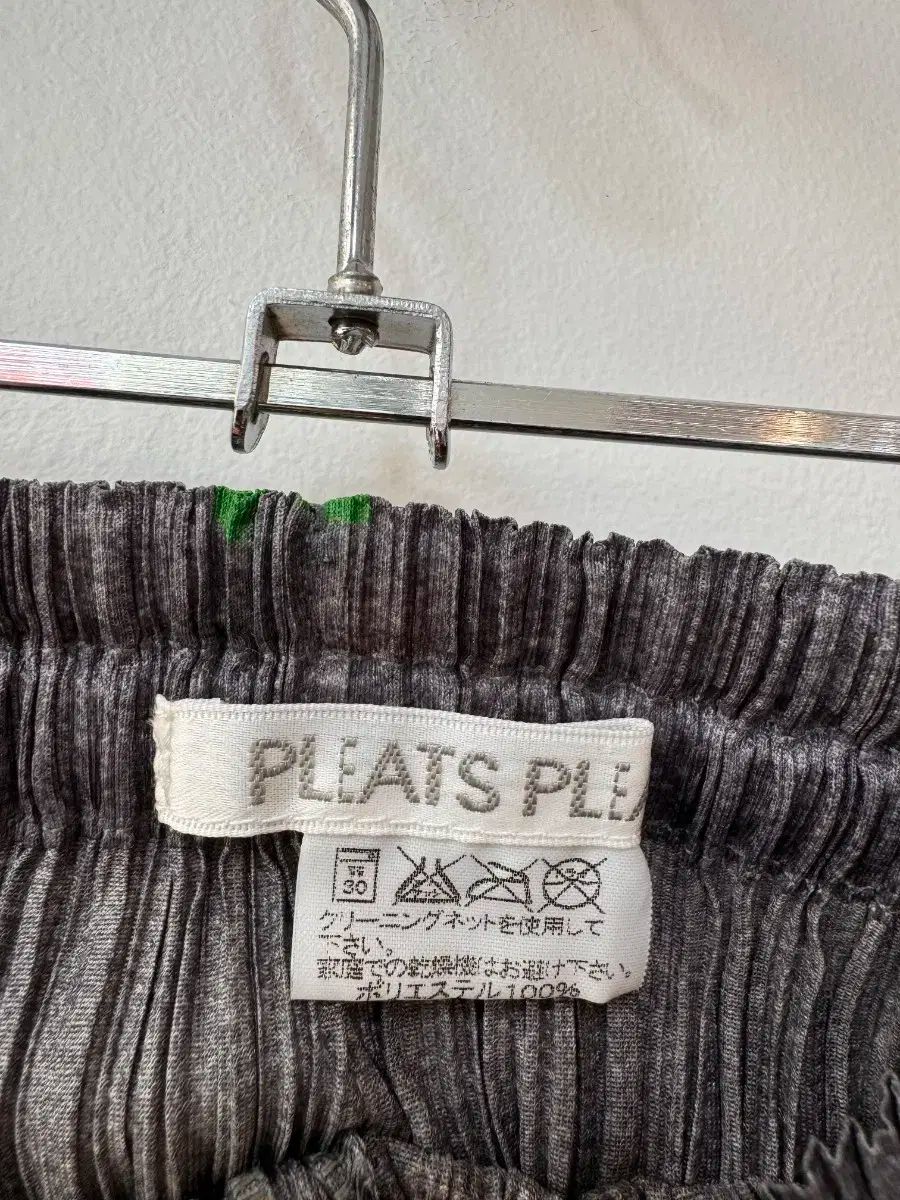 PLEATS PLEA
30
クリーニングネットを使用して
下さい。
家庭での乾燥機はお避け下さい。
ポリエステル100%